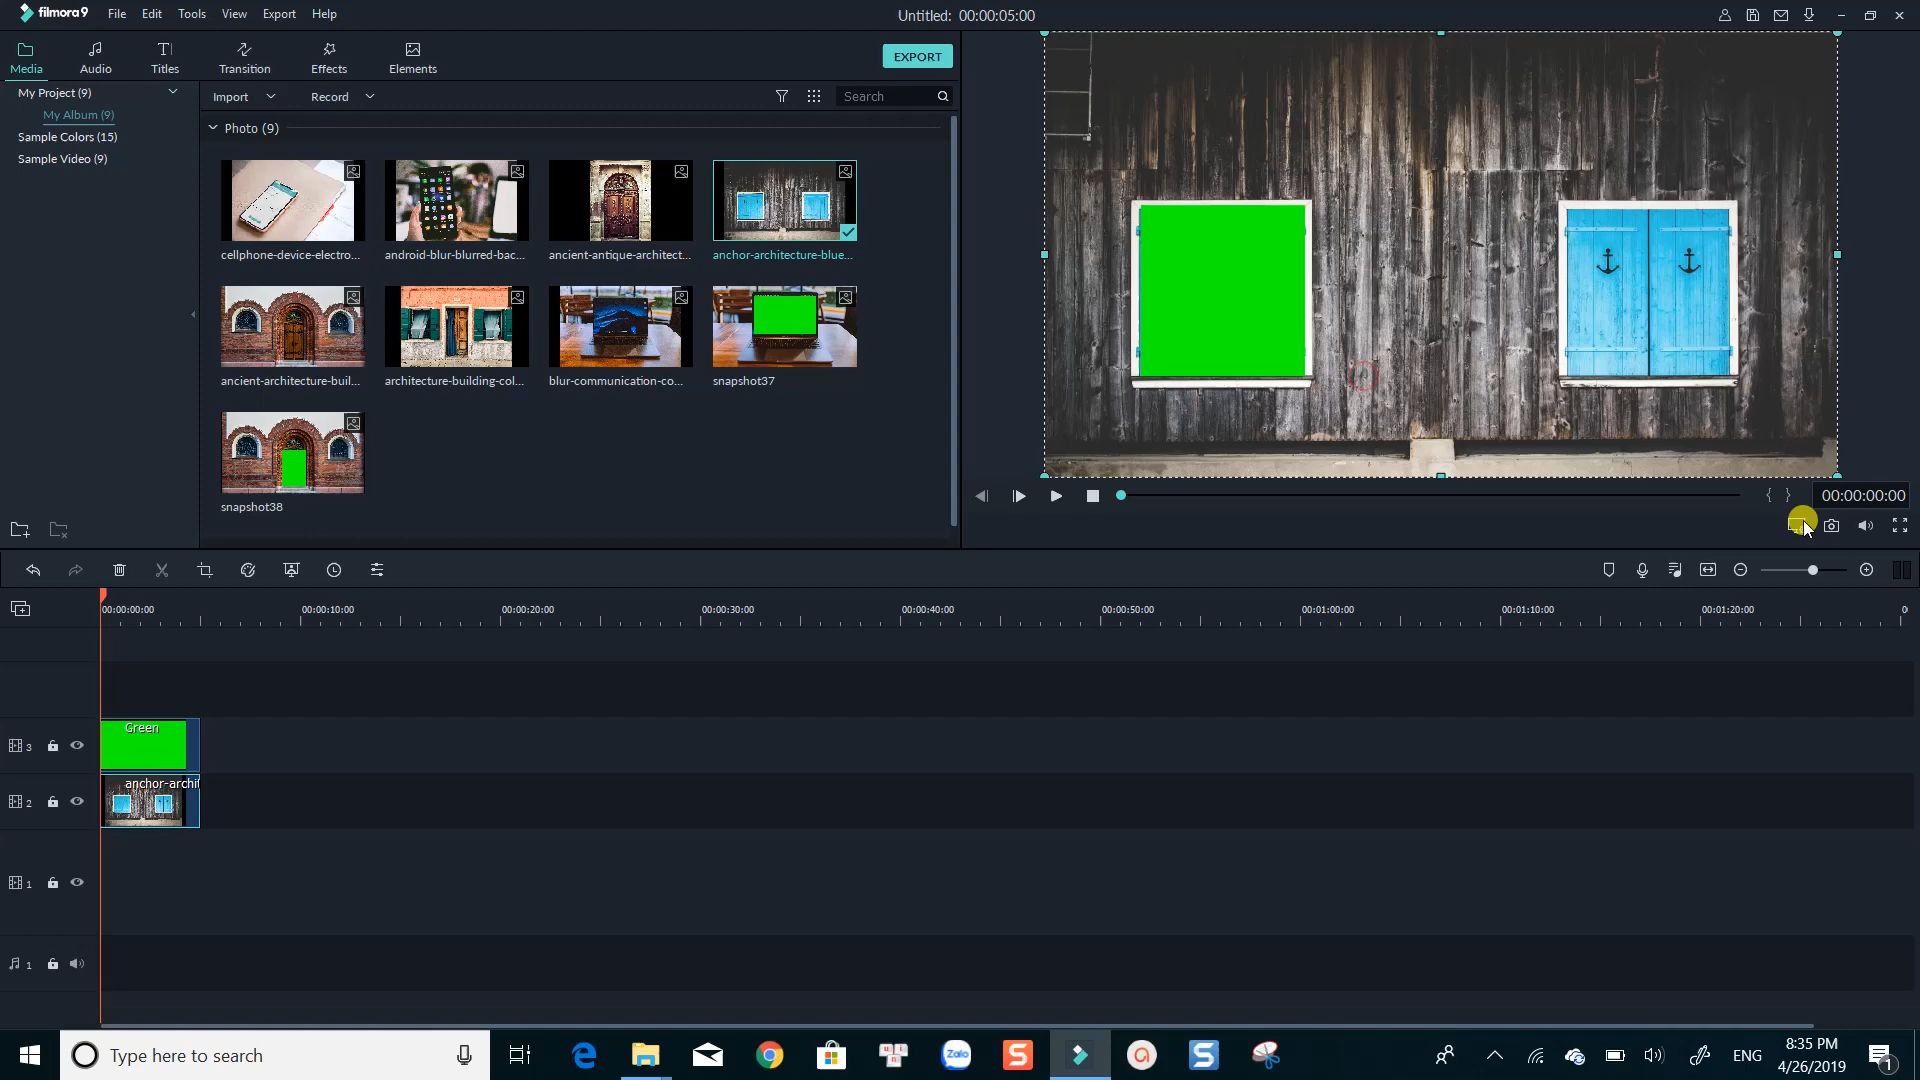 filmora9 File Edit Tools View Export Help Untitled: 00:00:05:00
Media Audio Titles Transition Effects Elements EXPORT
My Project (9) Import Record Search
My Album (9)
Sample Colors (15)
Sample Video (9)
Photo (9)
cellphone-device-electro... android-blur-blurred-bac... ancient-antique-architect... anchor-architecture-blue...
ancient-architecture-buil... architecture-building-col... blur-communication-co... snapshot37
snapshot38
00:00:00:00
00:00:00:00 00:00:10:00 00:00:20:00 00:00:30:00 00:00:40:00 00:00:50:00 00:01:00:00 00:01:10:00 00:01:20:00 0
3 Green
2 anchor-archit
1
1
Type here to search Zalo ENG 8:35 PM
4/26/2019 1